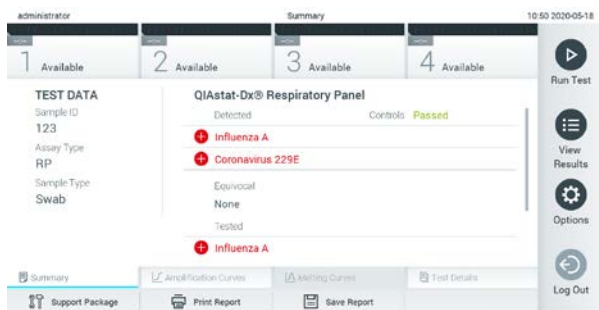 administrator Summary 10:50 2020-05-18
1 Available 2 Available 3 Available 4 Available
Run Test
TEST DATA
Sample ID
123
Assay Type
RP
Sample Type
Swab
QIAstat-Dx® Respiratory Panel
Detected Controls Passed
Influenza A
Coronavirus 229E
Equivocal
None
Tested
Influenza A
View
Results
Options
Log Out
Summary Amplification Curves Melting Curves Test Details
Support Package Print Report Save Report